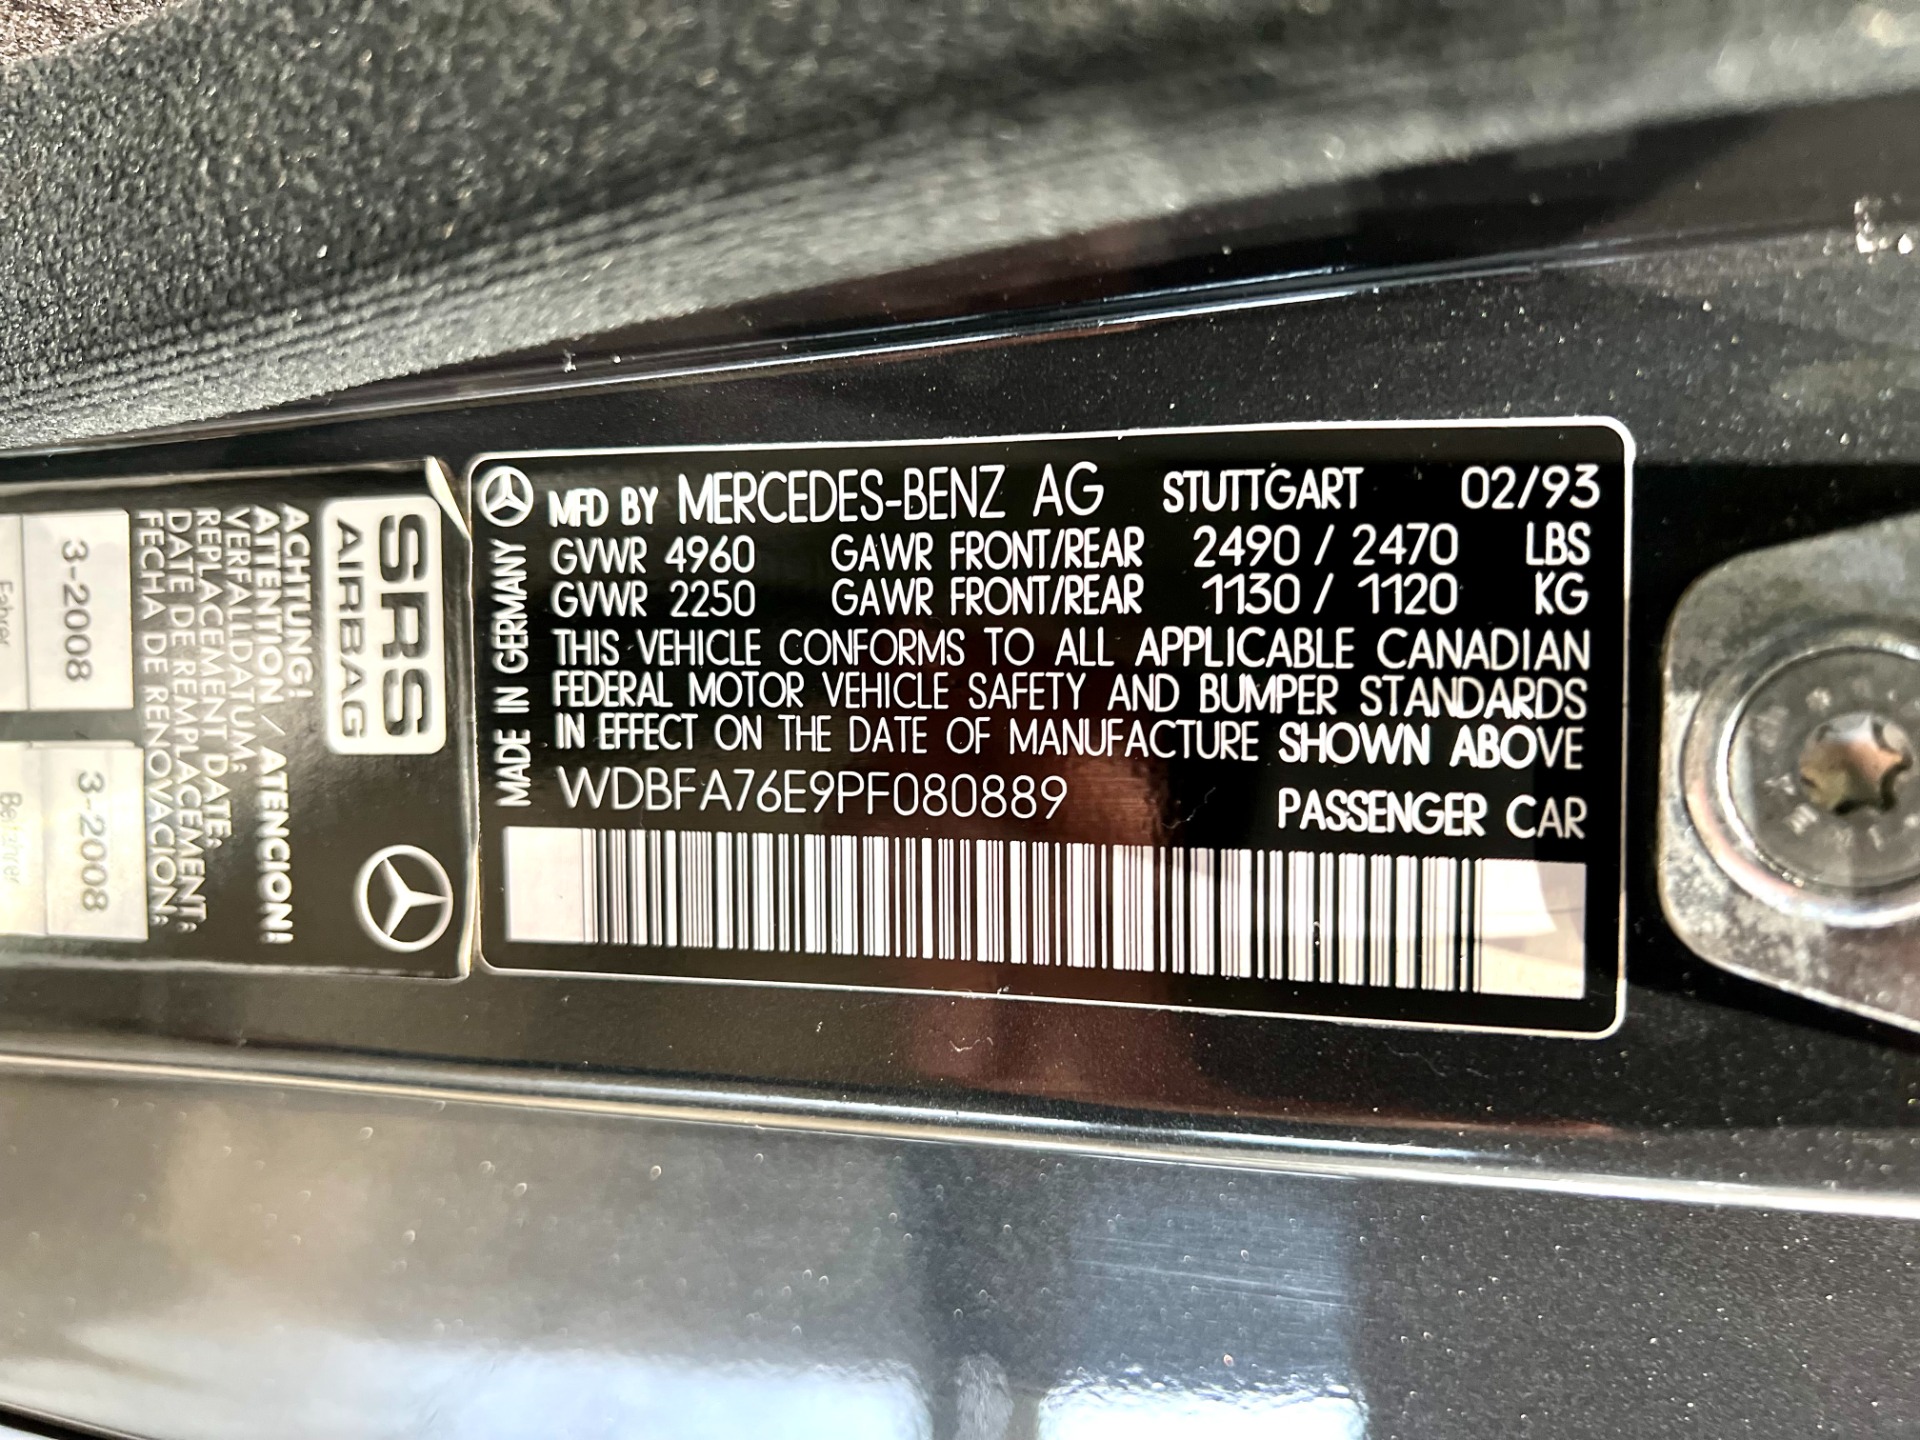 MFD BY MERCEDES-BENZ AG STUTTGART 02/93
GVWR 4960 GAWR FRONT/REAR 2490 / 2470 LBS
GVWR 2250 GAWR FRONT/REAR 1130 / 1120 KG
THIS VEHICLE CONFORMS TO ALL APPLICABLE CANADIAN
FEDERAL MOTOR VEHICLE SAFETY AND BUMPER STANDARDS
IN EFFECT ON THE DATE OF MANUFACTURE SHOWN ABOVE
WDBFA76E9PF080889
PASSENGER CAR
MADE IN GERMANY
SRS
AIRBAG
ACHTUNG!
ATTENTION / ATENCION:
VERFALLDATUM:
REPLACEMENT DATE:
DATE DE REMPLACEMENT:
FECHA DE RENOVACION:
3-2008
3-2008
Fahrer
Beifahrer